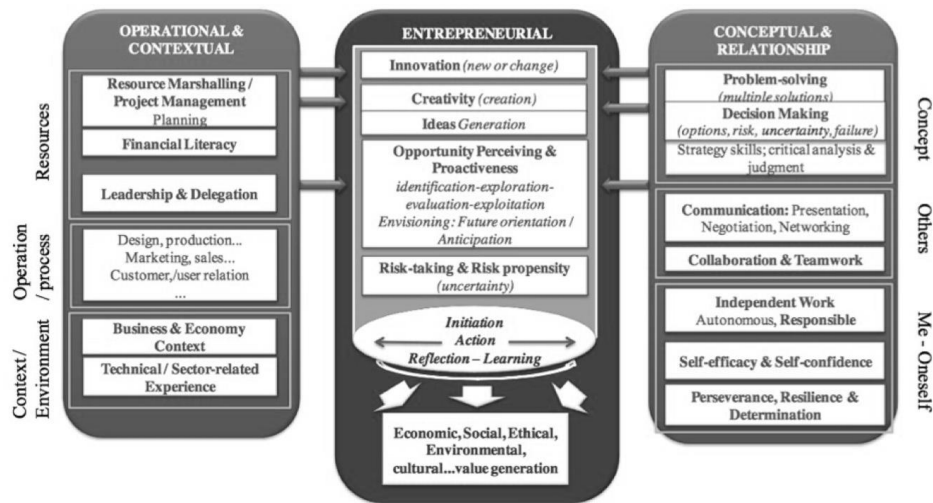 OPERATIONAL &
CONTEXTUAL
Resources
Resource Marshalling /
Project Management
Planning
Financial Literacy
Leadership & Delegation
Operation
/ process
Design, production...
Marketing, sales...
Customer,/user relation
...
Context /
Environment
Business & Economy
Context
Technical / Sector-related
Experience
ENTREPRENEURIAL
Innovation (new or change)
Creativity (creation)
Ideas Generation
Opportunity Perceiving &
Proactiveness
identification-exploration-
evaluation-exploitation
Envisioning: Future orientation /
Anticipation
Risk-taking & Risk propensity
(uncertainty)
Initiation
Action
Reflection – Learning
Economic, Social, Ethical,
Environmental,
cultural...value generation
CONCEPTUAL &
RELATIONSHIP
Problem-solving
(multiple solutions)
Decision Making
(options, risk, uncertainty, failure)
Strategy skills; critical analysis &
judgment
Concept
Communication: Presentation,
Negotiation, Networking
Collaboration & Teamwork
Others
Independent Work
Autonomous, Responsible
Self-efficacy & Self-confidence
Perseverance, Resilience &
Determination
Me - Oneself